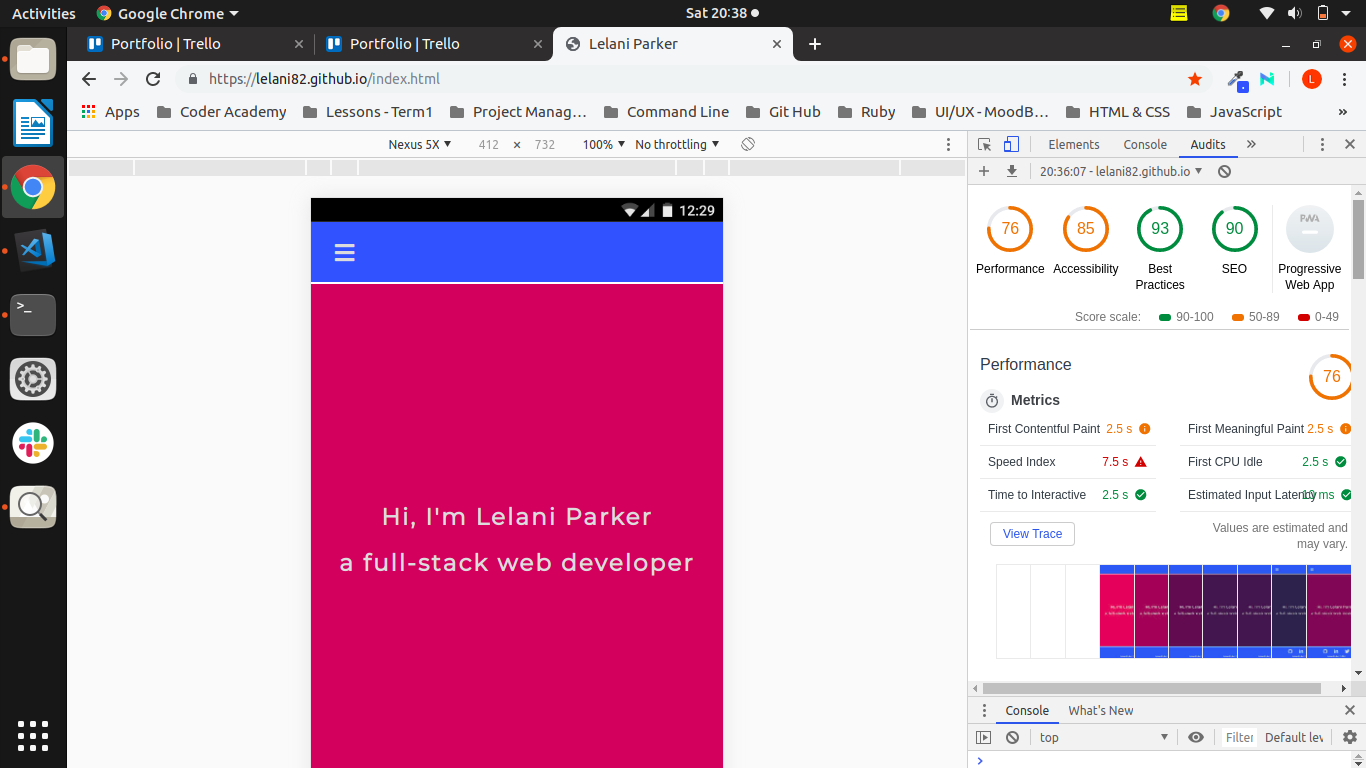 Activities
Google Chrome
Sat 20:38
Portfolio | Trello
Portfolio | Trello
Lelani Parker
https://lelani82.github.io/index.html
L
Apps
Coder Academy
Lessons - Term1
Project Manag...
Command Line
Git Hub
Ruby
UI/UX - MoodB...
HTML & CSS
JavaScript
»
Nexus 5X
412 × 732
100%
No throttling
Elements
Console
Audits
»
20:36:07 - lelani82.github.io
12:29
Hi, I'm Lelani Parker
a full-stack web developer
76
85
93
90
PWA
Performance
Accessibility
Best
Practices
SEO
Progressive
Web App
Score scale:
90-100
50-89
0-49
Performance
76
Metrics
First Contentful Paint 2.5 s
First Meaningful Paint 2.5 s
Speed Index 7.5 s
First CPU Idle 2.5 s
Time to Interactive 2.5 s
Estimated Input Latency 10 ms
View Trace
Values are estimated and
may vary.
Console
What's New
top
Filter
Default lev
>
>_